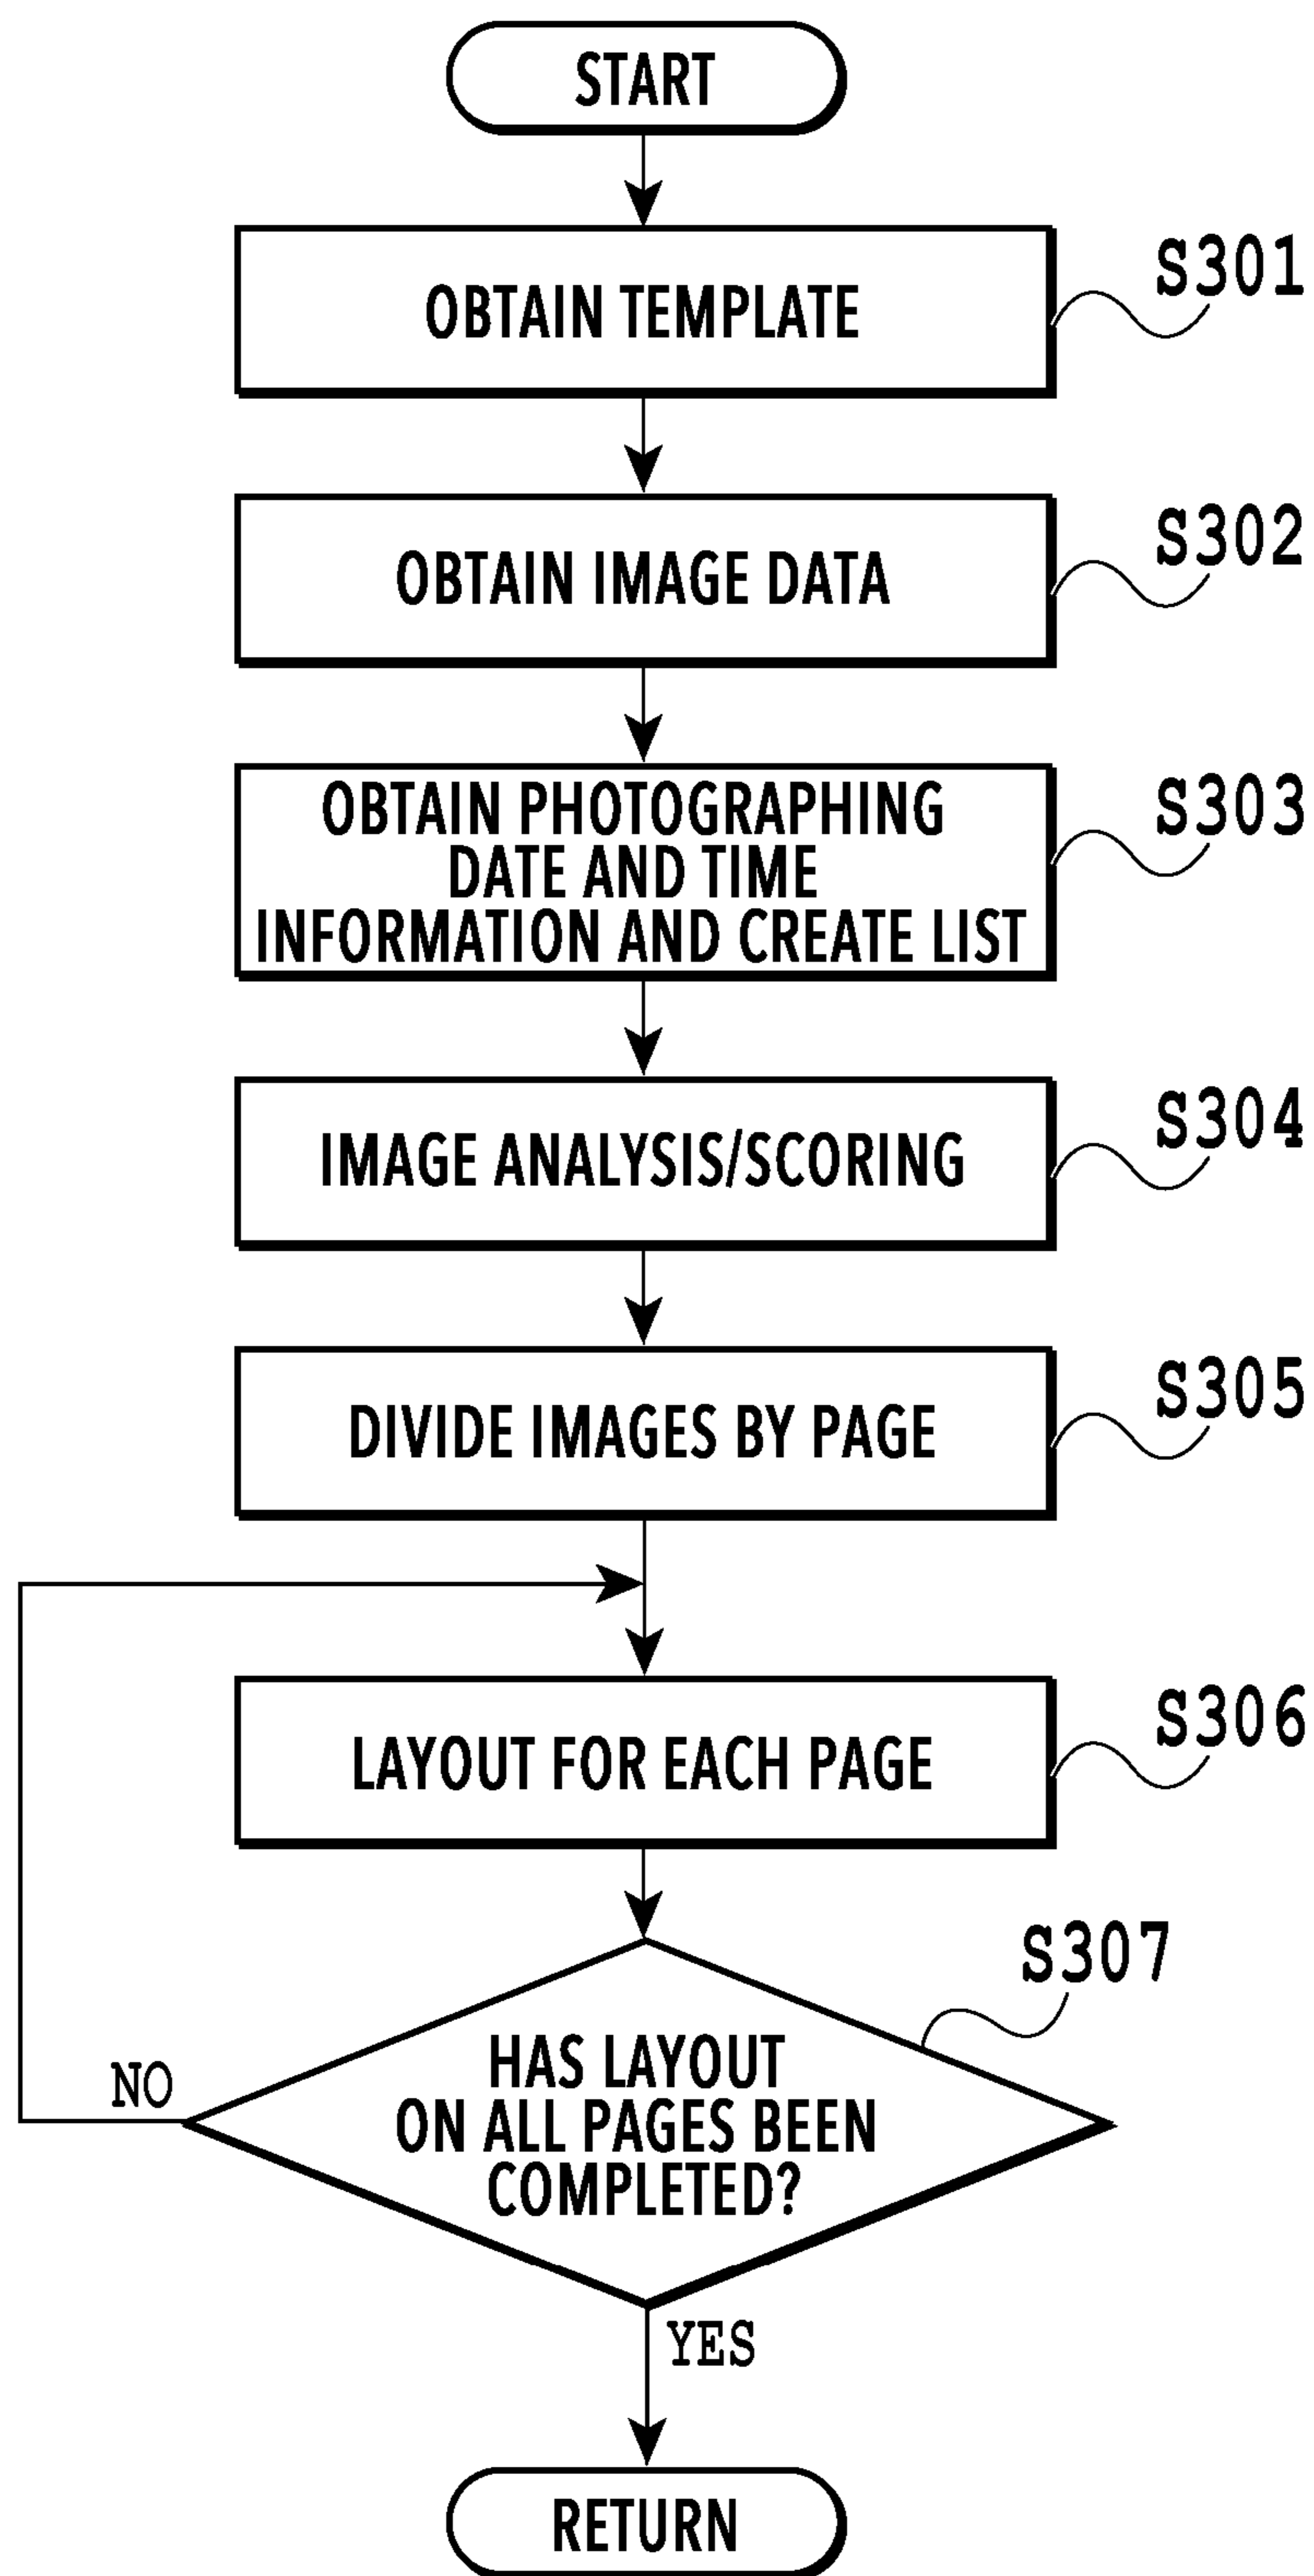 START
OBTAIN TEMPLATE
S301
OBTAIN IMAGE DATA
S302
OBTAIN PHOTOGRAPHING
DATE AND TIME
INFORMATION AND CREATE LIST
S303
IMAGE ANALYSIS/SCORING
S304
DIVIDE IMAGES BY PAGE
S305
LAYOUT FOR EACH PAGE
S306
S307
HAS LAYOUT
ON ALL PAGES BEEN
COMPLETED?
NO
YES
RETURN